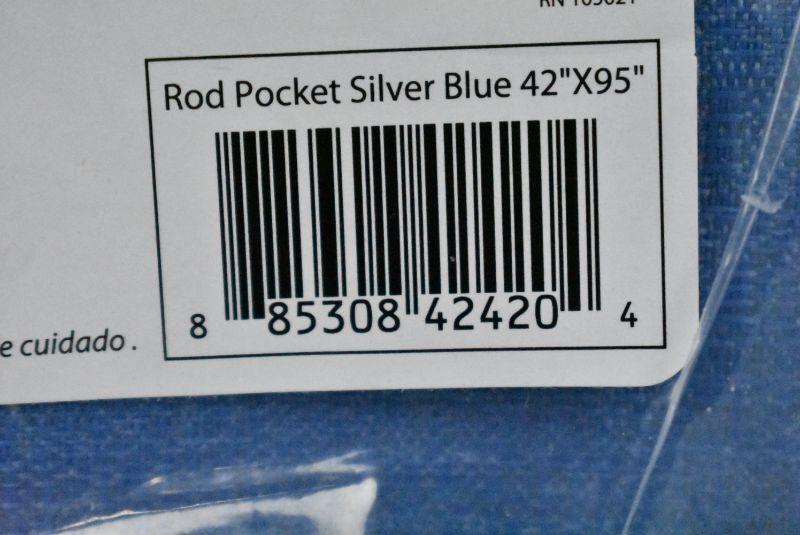 Rod Pocket Silver Blue 42"X95"
8 85308 42420 4
e cuidado .